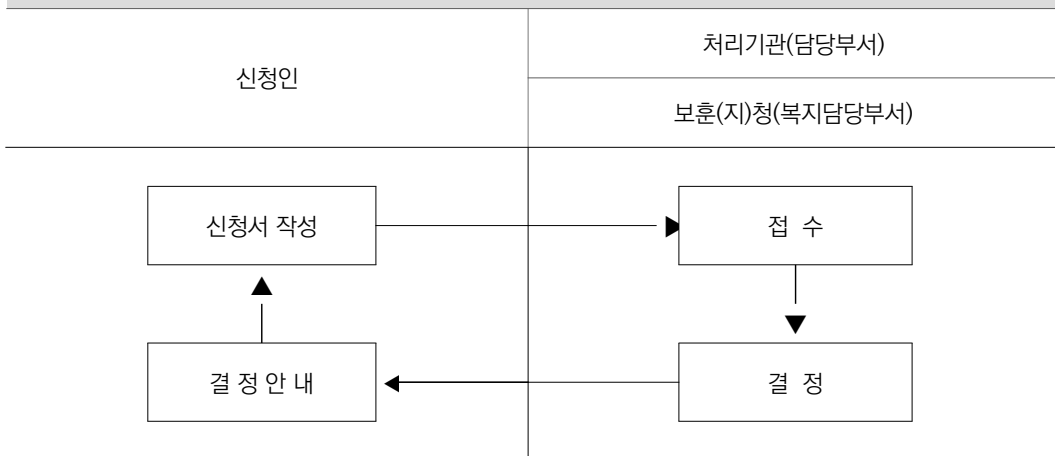 신청인
처리기관(담당부서)
보훈(지)청(복지담당부서)
신청서 작성
접 수
결 정 안 내
결 정